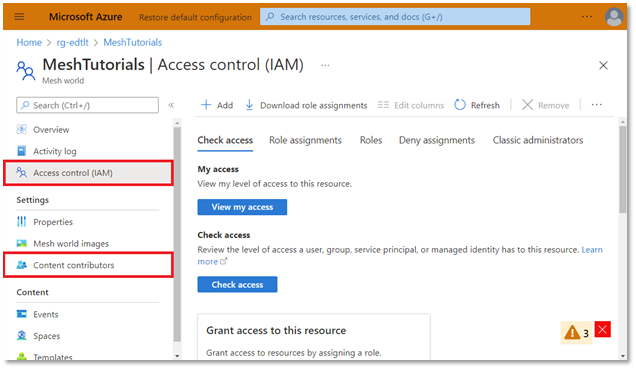 Microsoft Azure
Restore default configuration
Search resources, services, and docs (G+/)
Home > rg-edtlt > MeshTutorials
MeshTutorials | Access control (IAM)
Mesh world
Search (Ctrl+/)
Overview
Activity log
Access control (IAM)
Settings
Properties
Mesh world images
Content contributors
Content
Events
Spaces
Templates
Add
Download role assignments
Edit columns
Refresh
Remove
Check access
Role assignments
Roles
Deny assignments
Classic administrators
My access
View my level of access to this resource.
View my access
Check access
Review the level of access a user, group, service principal, or managed identity has to this resource. Learn
more
Check access
Grant access to this resource
Grant access to resources by assigning a role.
3